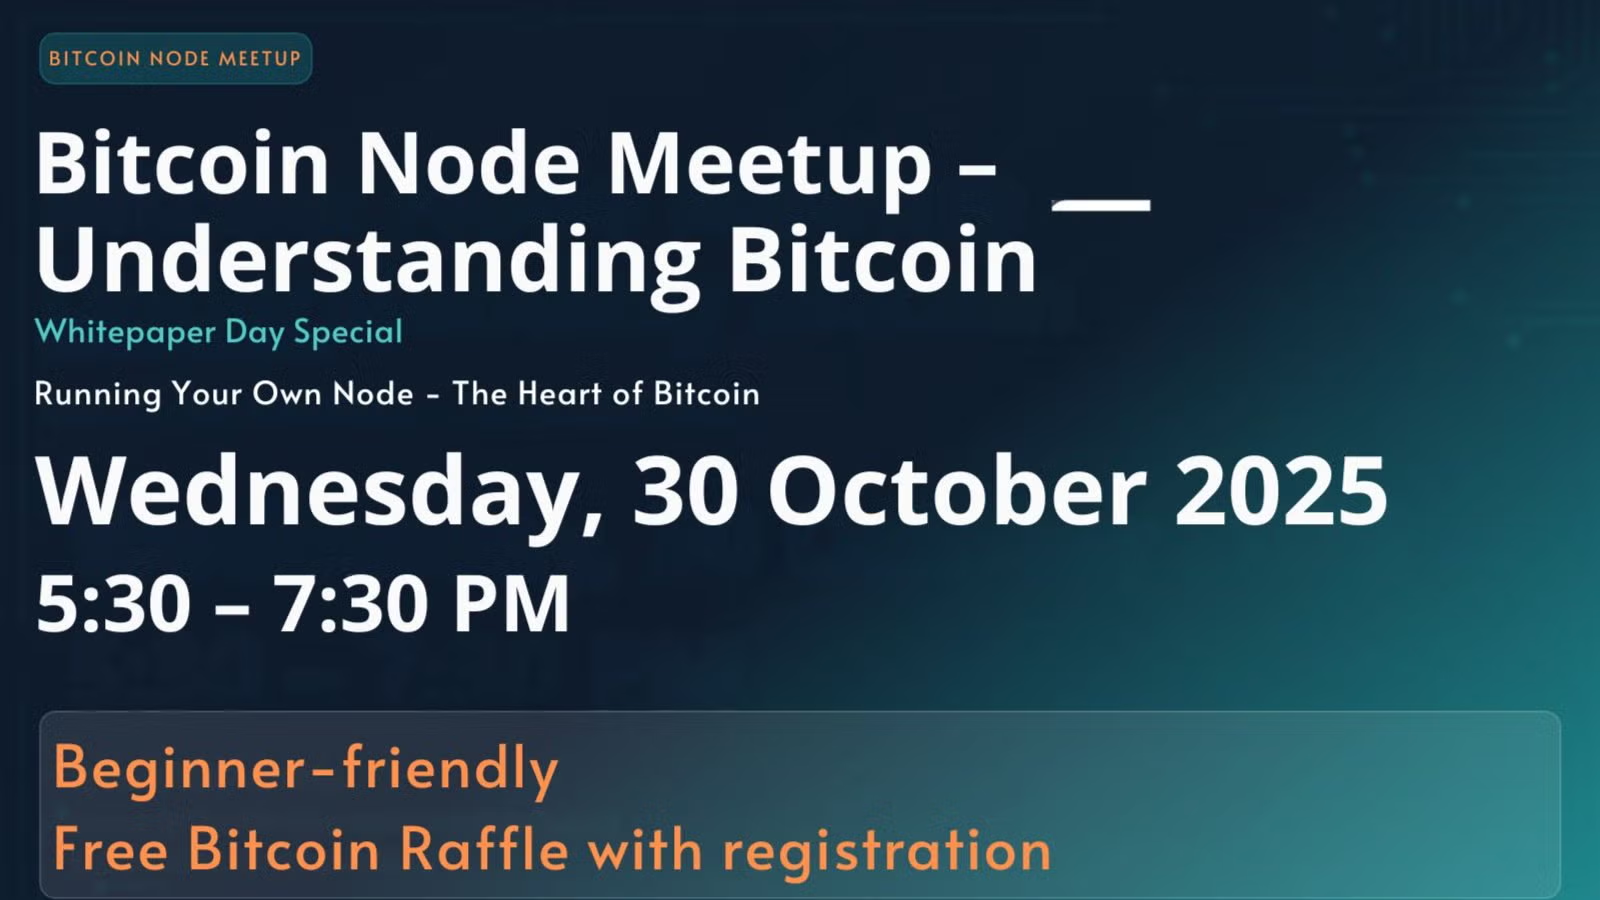 BITCOIN NODE MEETUP
Bitcoin Node Meetup –
Understanding Bitcoin
Whitepaper Day Special
Running Your Own Node - The Heart of Bitcoin
Wednesday, 30 October 2025
5:30 – 7:30 PM
Beginner-friendly
Free Bitcoin Raffle with registration